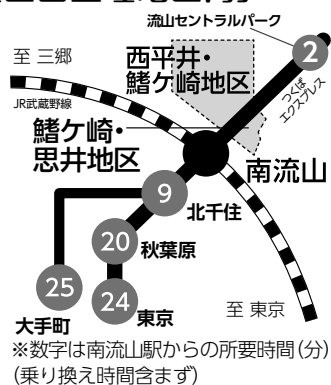 流山セントラルパーク
2
至 三郷
西平井・
鰭ケ崎地区
つくば
エクスプレス
JR武蔵野線
鰭ケ崎・
思井地区
南流山
9
北千住
20
秋葉原
25
24
大手町
東京
至 東京
※数字は南流山駅からの所要時間(分)
(乗り換え時間含まず)